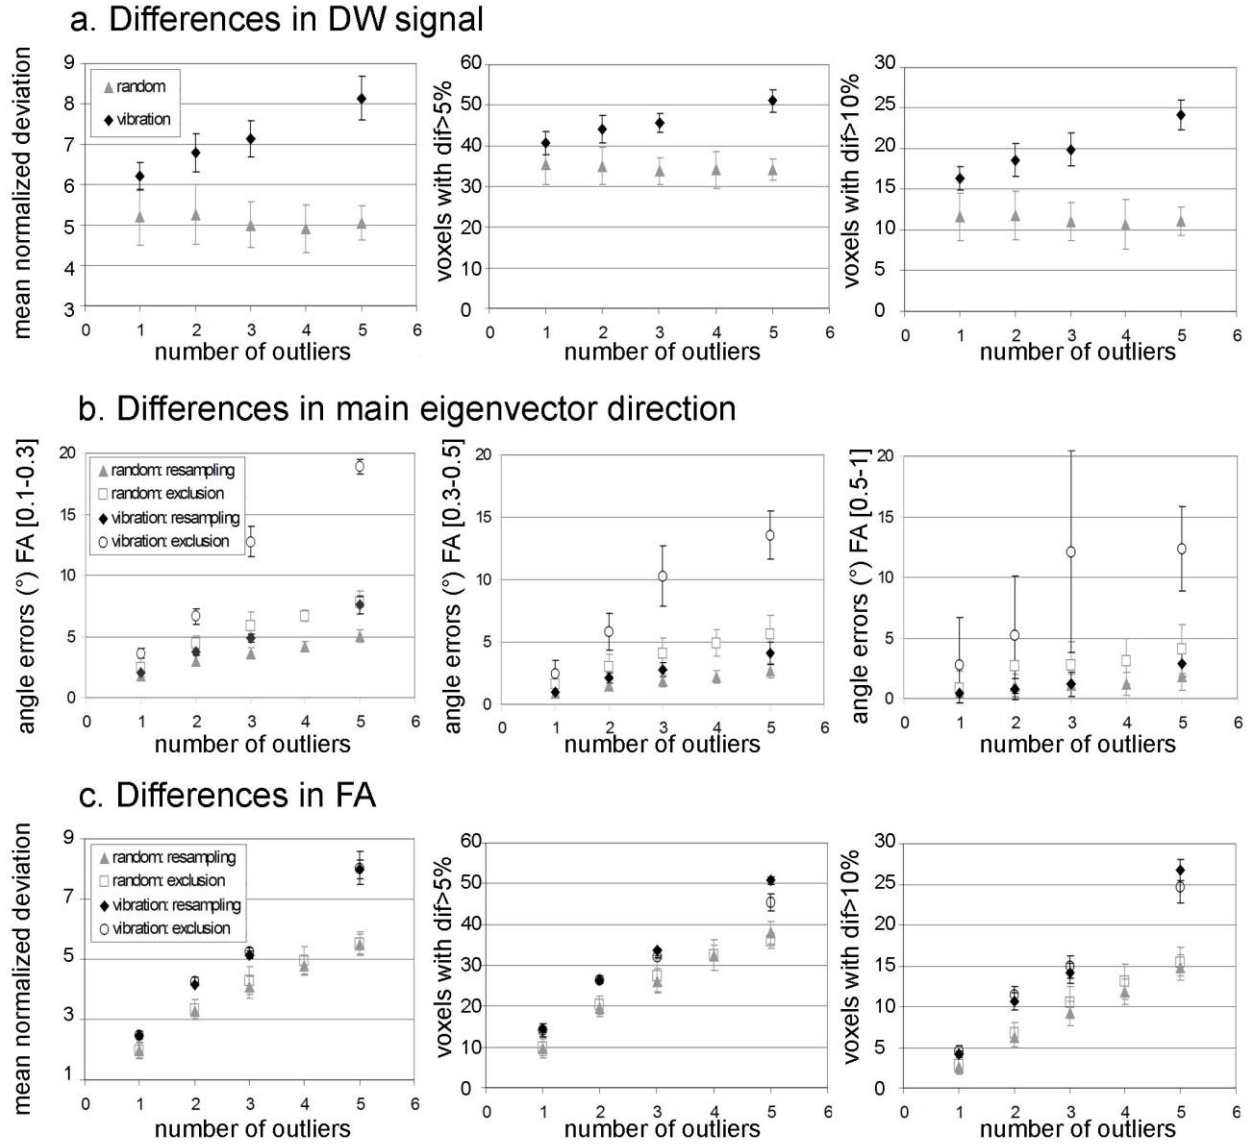 a. Differences in DW signal
mean normalized deviation
9
8
7
6
5
4
3
random
vibration
0 1 2 3 4 5 6
number of outliers
voxels with dif>5%
60
50
40
30
20
10
0
0 1 2 3 4 5 6
number of outliers
voxels with dif>10%
30
25
20
15
10
5
0
0 1 2 3 4 5 6
number of outliers
b. Differences in main eigenvector direction
angle errors (°) FA [0.1-0.3]
20
15
10
5
0
random: resampling
random: exclusion
vibration: resampling
vibration: exclusion
0 1 2 3 4 5 6
number of outliers
angle errors (°) FA [0.3-0.5]
20
15
10
5
0
0 1 2 3 4 5 6
number of outliers
angle errors (°) FA [0.5-1]
20
15
10
5
0
0 1 2 3 4 5 6
number of outliers
c. Differences in FA
mean normalized deviation
9
7
5
3
1
random: resampling
random: exclusion
vibration: resampling
vibration: exclusion
0 1 2 3 4 5 6
number of outliers
voxels with dif>5%
60
50
40
30
20
10
0
0 1 2 3 4 5 6
number of outliers
voxels with dif>10%
30
25
20
15
10
5
0
0 1 2 3 4 5 6
number of outliers